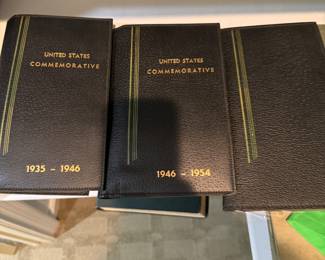 UNITED STATES
COMMEMORATIVE
1935 - 1946
UNITED STATES
COMMEMORATIVE
1946 - 1954